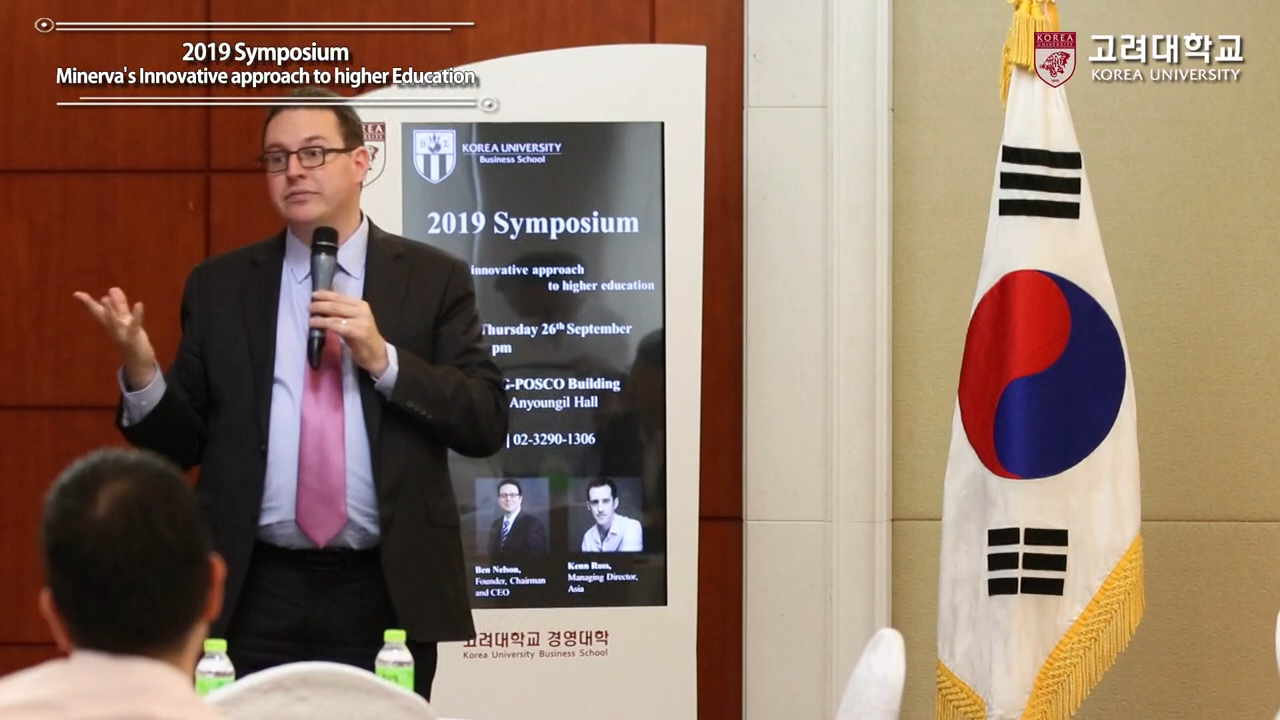 2019 Symposium
Minerva's Innovative approach to higher Education
KOREA
UNIVERSITY
고려대학교
KOREA UNIVERSITY
KOREA UNIVERSITY
Business School
2019 Symposium
innovative approach
to higher education
Thursday 26th September
pm
G-POSCO Building
Anyoungil Hall
| 02-3290-1306
Ben Nelson,
Founder, Chairman
and CEO
Kenn Ross,
Managing Director,
Asia
고려대학교 경영대학
Korea University Business School